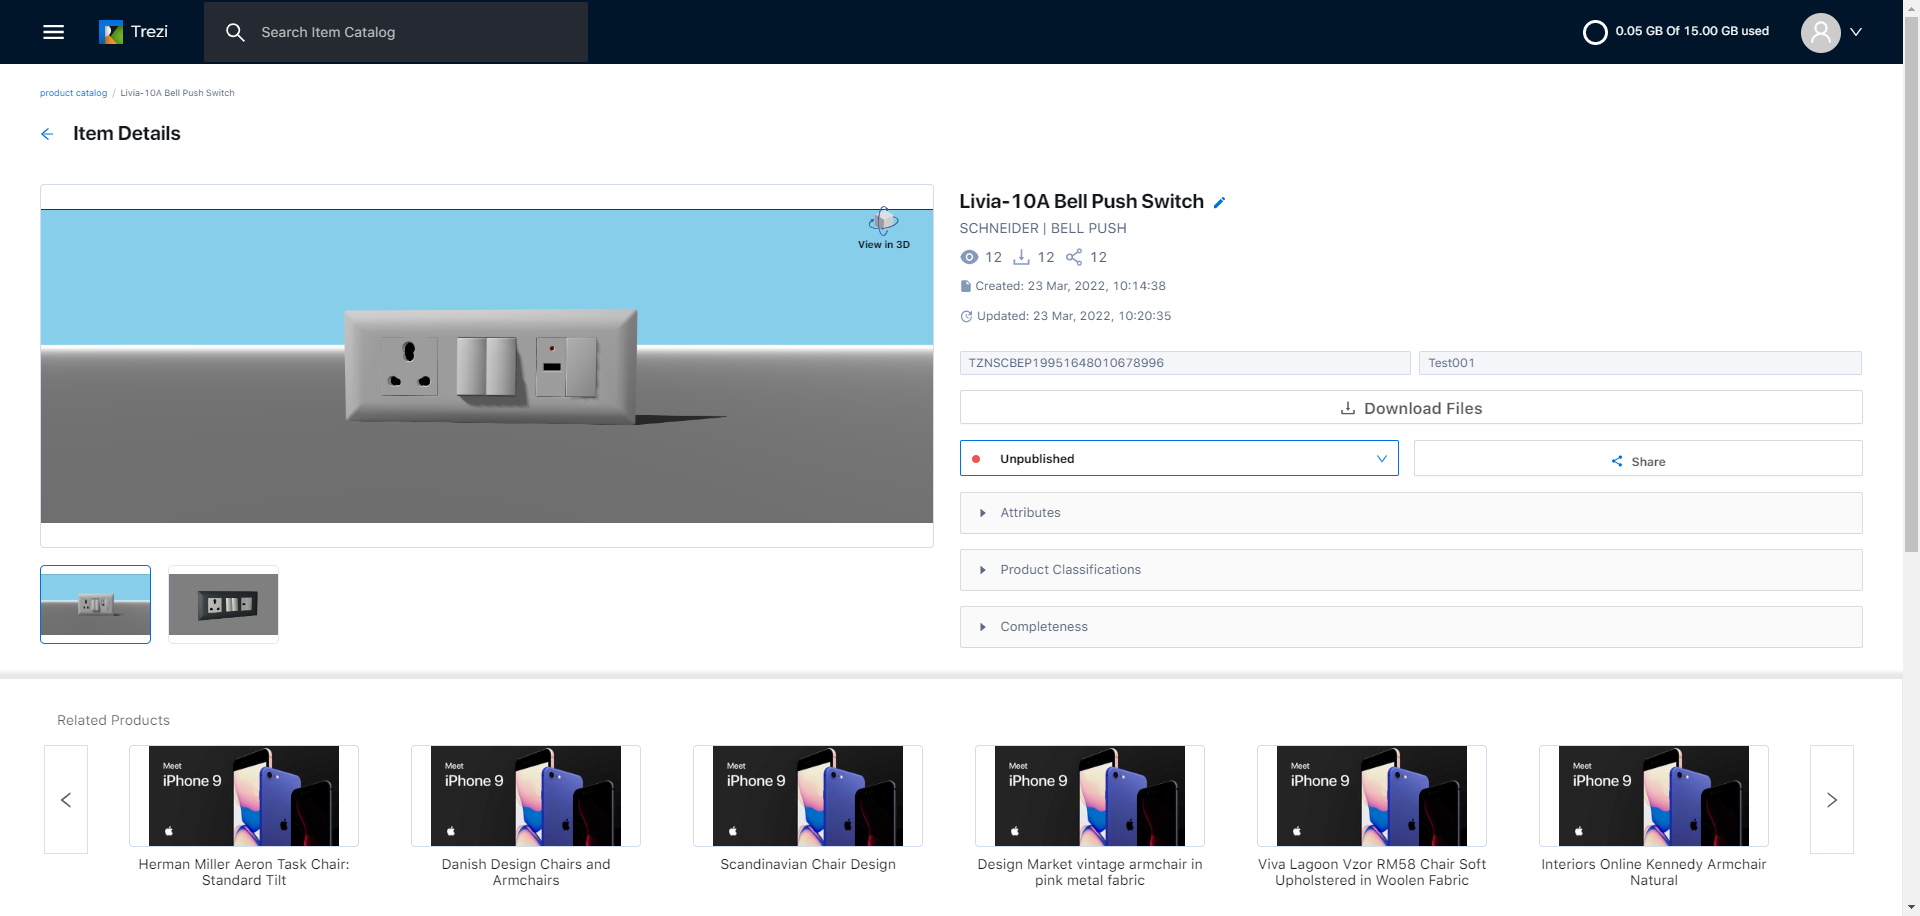 Trezi
Search Item Catalog
0.05 GB Of 15.00 GB used
product catalog / Livia-10A Bell Push Switch
Item Details
View in 3D
Livia-10A Bell Push Switch
SCHNEIDER | BELL PUSH
12 12 12
Created: 23 Mar, 2022, 10:14:38
Updated: 23 Mar, 2022, 10:20:35
TZNSCBEP19951648010678996
Test001
Download Files
Unpublished
Share
Attributes
Product Classifications
Completeness
Related Products
Meet
iPhone 9
Herman Miller Aeron Task Chair:
Standard Tilt
Meet
iPhone 9
Danish Design Chairs and
Armchairs
Meet
iPhone 9
Scandinavian Chair Design
Meet
iPhone 9
Design Market vintage armchair in
pink metal fabric
Meet
iPhone 9
Viva Lagoon Vzor RM58 Chair Soft
Upholstered in Woolen Fabric
Meet
iPhone 9
Interiors Online Kennedy Armchair
Natural